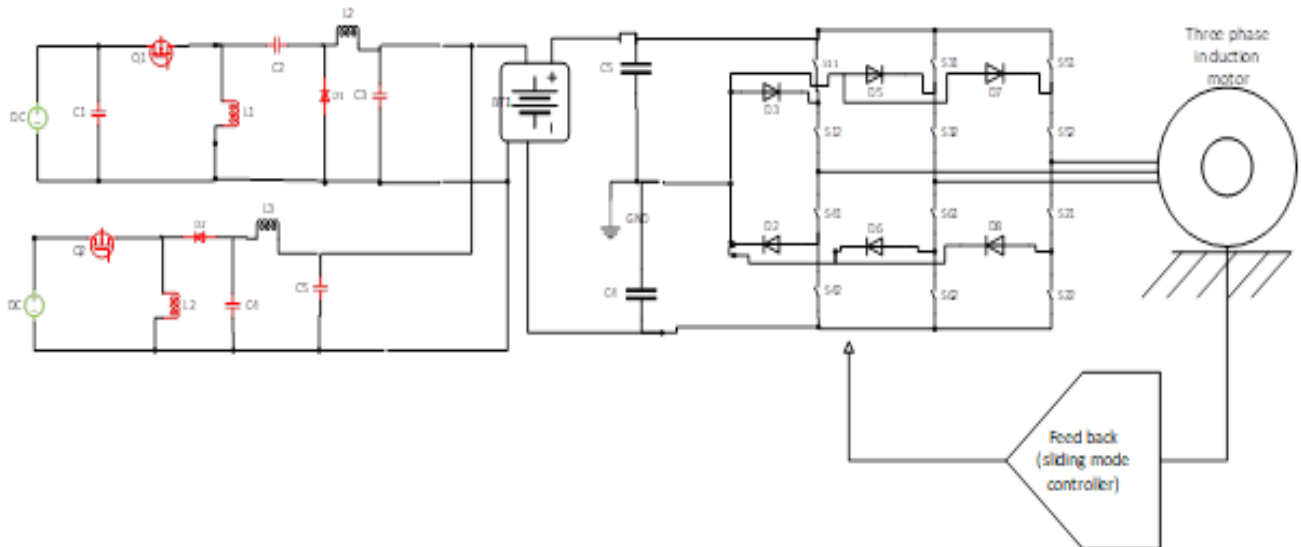 L2
Q1
C2
DC
C1
L1
D1
C3
BT1
C5
S11
S31
S51
D3
D5
D7
S12
S32
S52
Three phase
induction
motor
GND
L3
D2
Q2
DC
L2
C4
C5
C4
S41
S61
S21
D2
D6
D8
S42
S62
S22
Feed back
(sliding mode
controller)